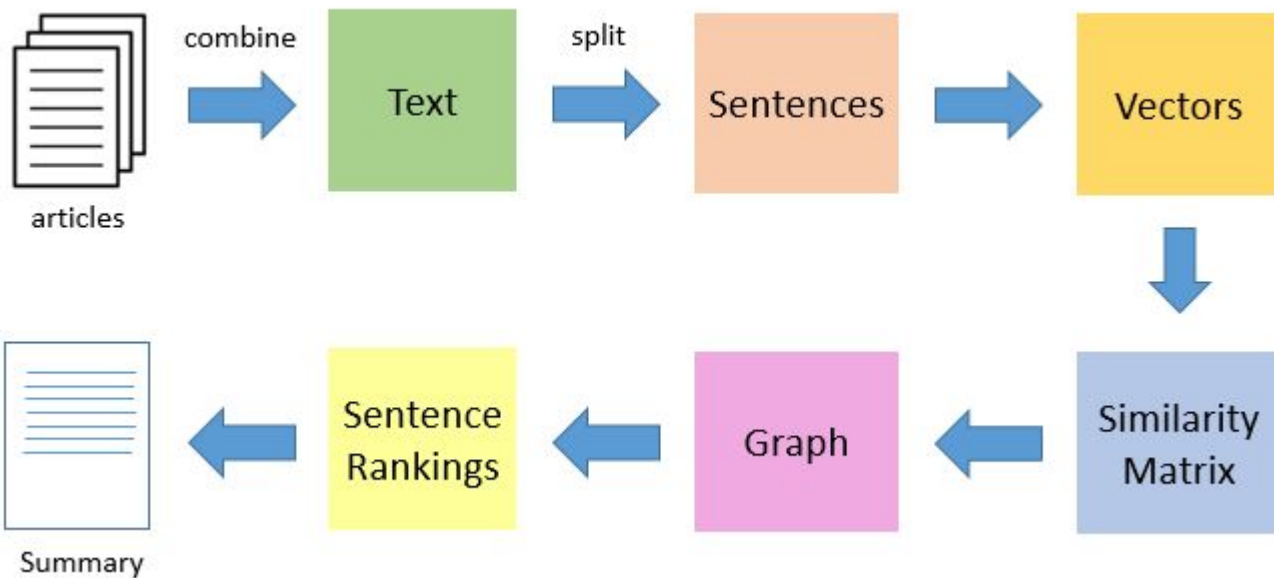 combine
split
Text
Sentences
Vectors
articles
Similarity
Matrix
Graph
Sentence
Rankings
Summary